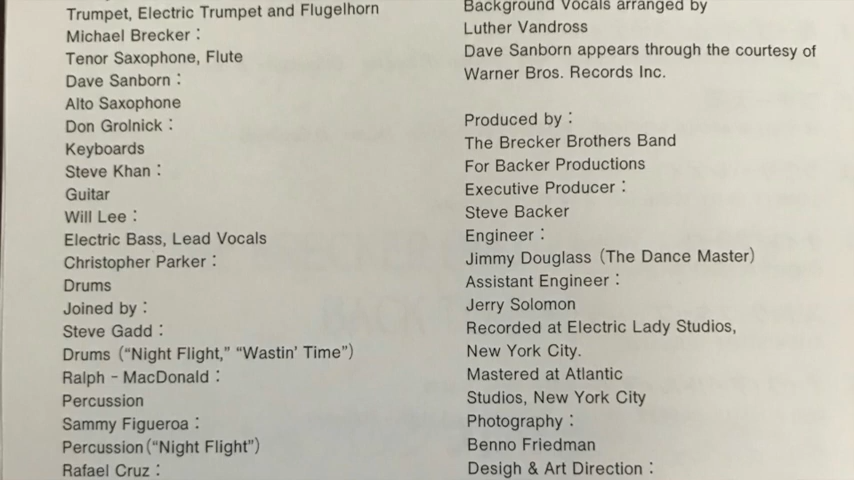 Trumpet, Electric Trumpet and Flugelhorn
Michael Brecker :
Tenor Saxophone, Flute
Dave Sanborn :
Alto Saxophone
Don Grolnick :
Keyboards
Steve Khan :
Guitar
Will Lee :
Electric Bass, Lead Vocals
Christopher Parker :
Drums
Joined by :
Steve Gadd :
Drums (“Night Flight,” “Wastin’ Time”)
Ralph - MacDonald :
Percussion
Sammy Figueroa :
Percussion (“Night Flight”)
Rafael Cruz :
Background Vocals arranged by
Luther Vandross
Dave Sanborn appears through the courtesy of
Warner Bros. Records Inc.
Produced by :
The Brecker Brothers Band
For Backer Productions
Executive Producer :
Steve Backer
Engineer :
Jimmy Douglass (The Dance Master)
Assistant Engineer :
Jerry Solomon
Recorded at Electric Lady Studios,
New York City.
Mastered at Atlantic
Studios, New York City
Photography :
Benno Friedman
Desigh & Art Direction :